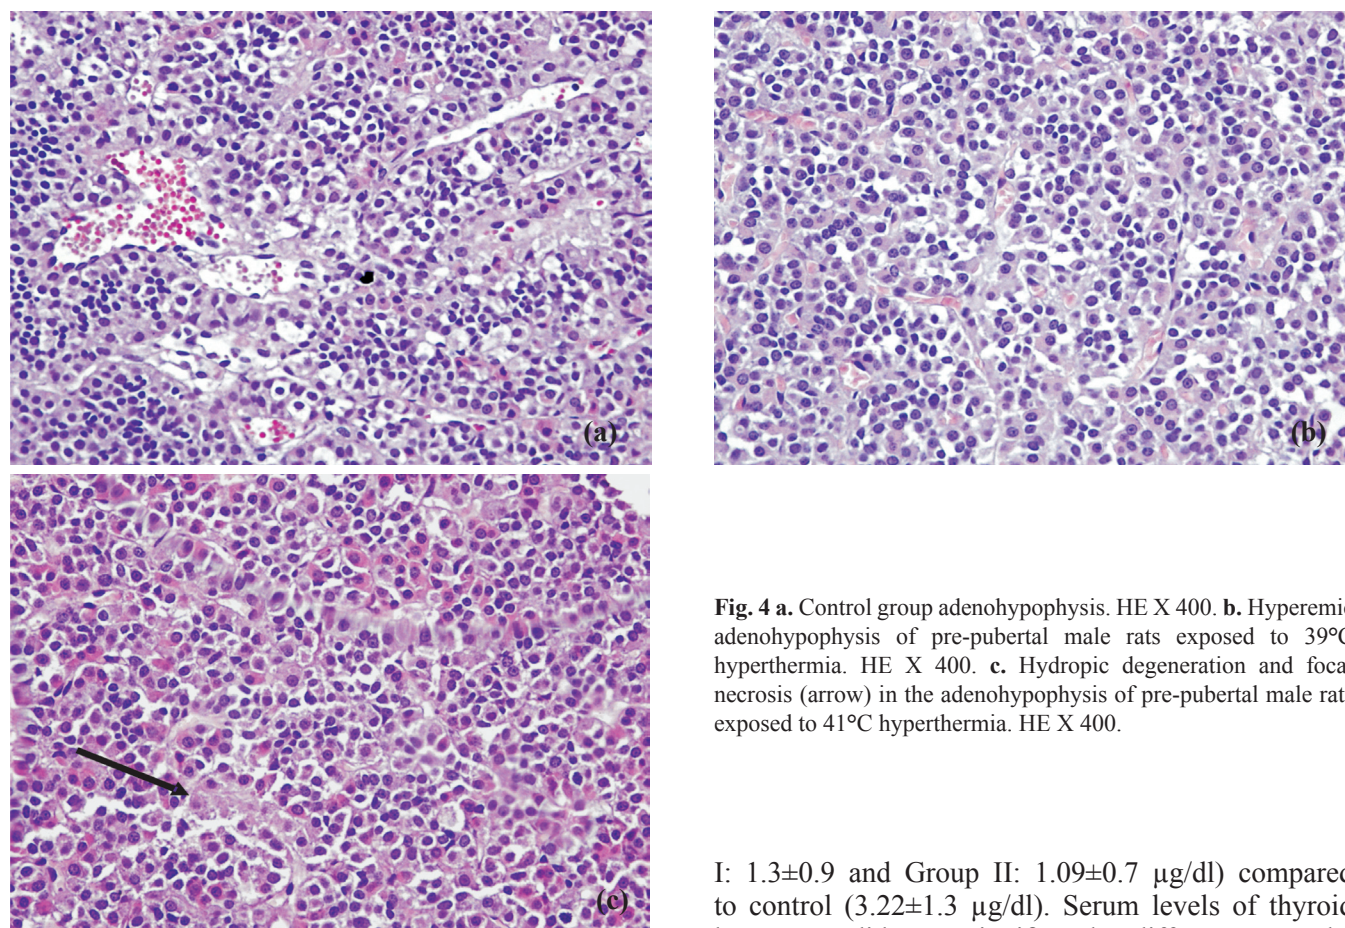 (a)
(b)
(c)
Fig. 4 a. Control group adenohypophysis. HE X 400. b. Hyperemic
adenohypophysis of pre-pubertal male rats exposed to 39°C
hyperthermia. HE X 400. c. Hydropic degeneration and foca
necrosis (arrow) in the adenohypophysis of pre-pubertal male rat
exposed to 41°C hyperthermia. HE X 400.
I: 1.3±0.9 and Group II: 1.09±0.7 µg/dl) compared
to control (3.22±1.3 µg/dl). Serum levels of thyroid